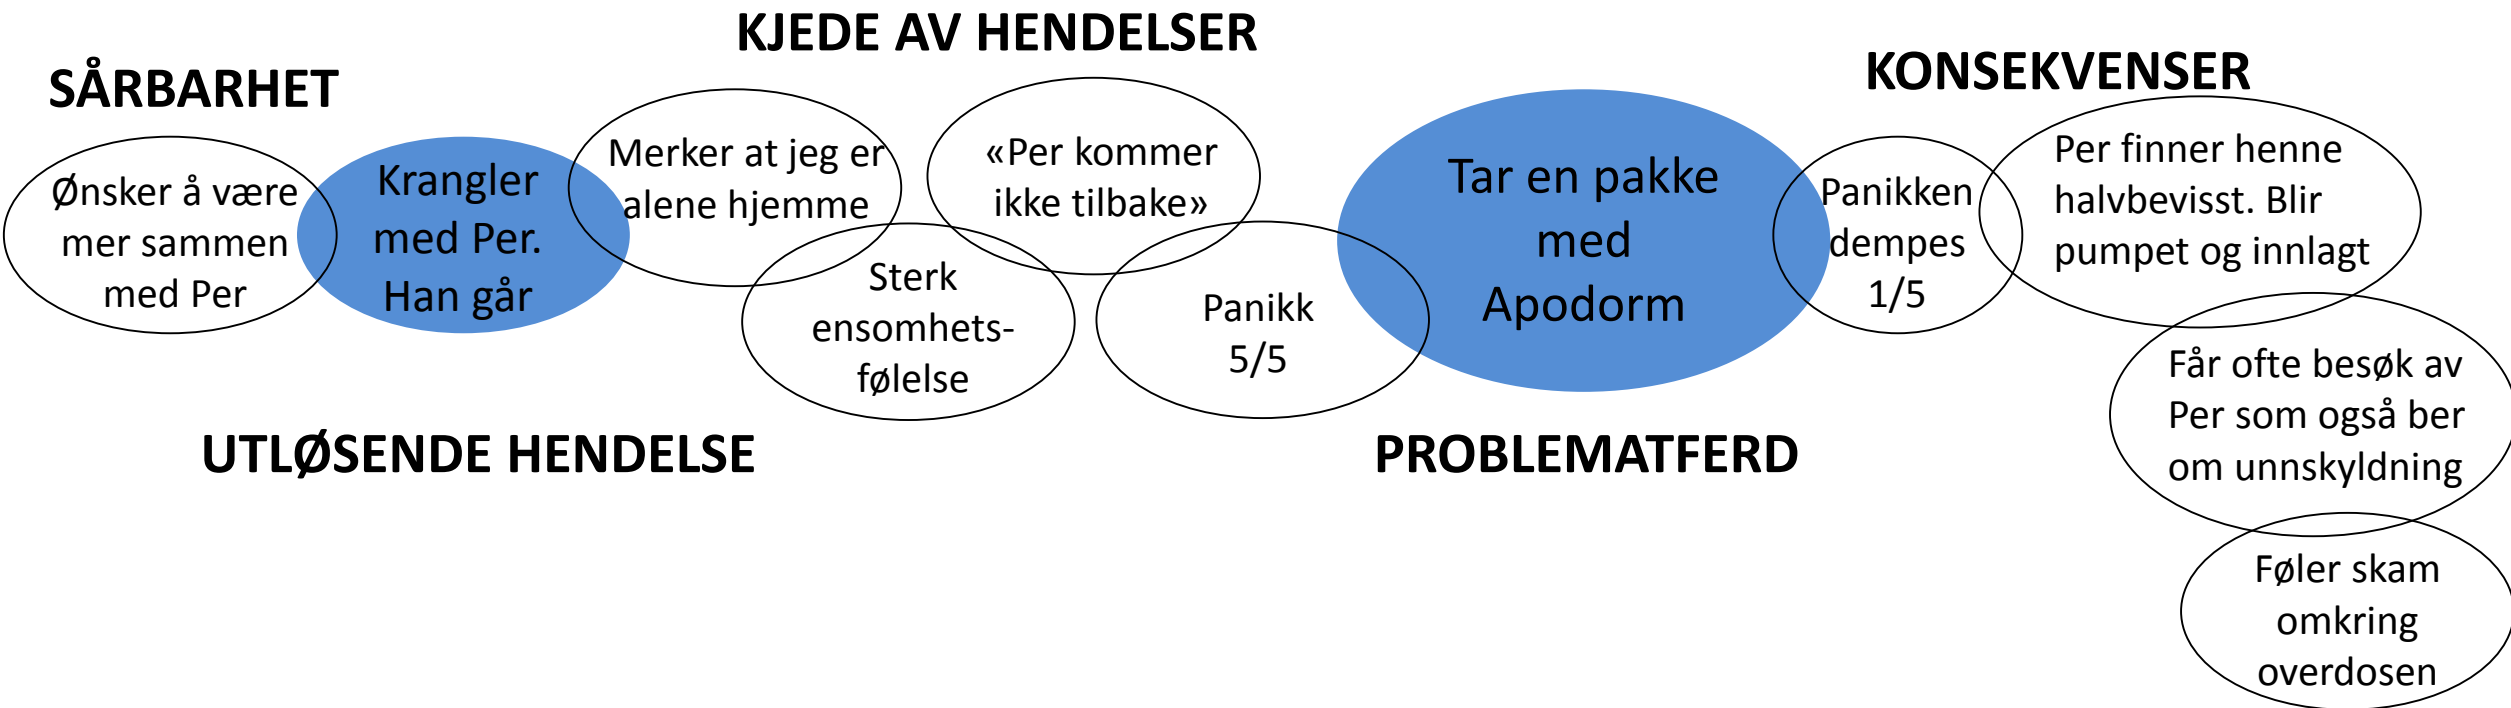 KJEDE AV HENDELSER
SÅRBARHET
KONSEKVENSER
Ønsker å være
mer sammen
med Per
Krangler
med Per.
Han går
Merker at jeg er
alene hjemme
Sterk
ensomhets-
følelse
«Per kommer
ikke tilbake»
Panikk
5/5
Tar en pakke
med
Apodorm
Panikken
dempes
1/5
Per finner henne
halvbevisst. Blir
pumpet og innlagt
Får ofte besøk av
Per som også ber
om unnskyldning
Føler skam
omkring
overdosen
UTLØSENDE HENDELSE
PROBLEMATFERD